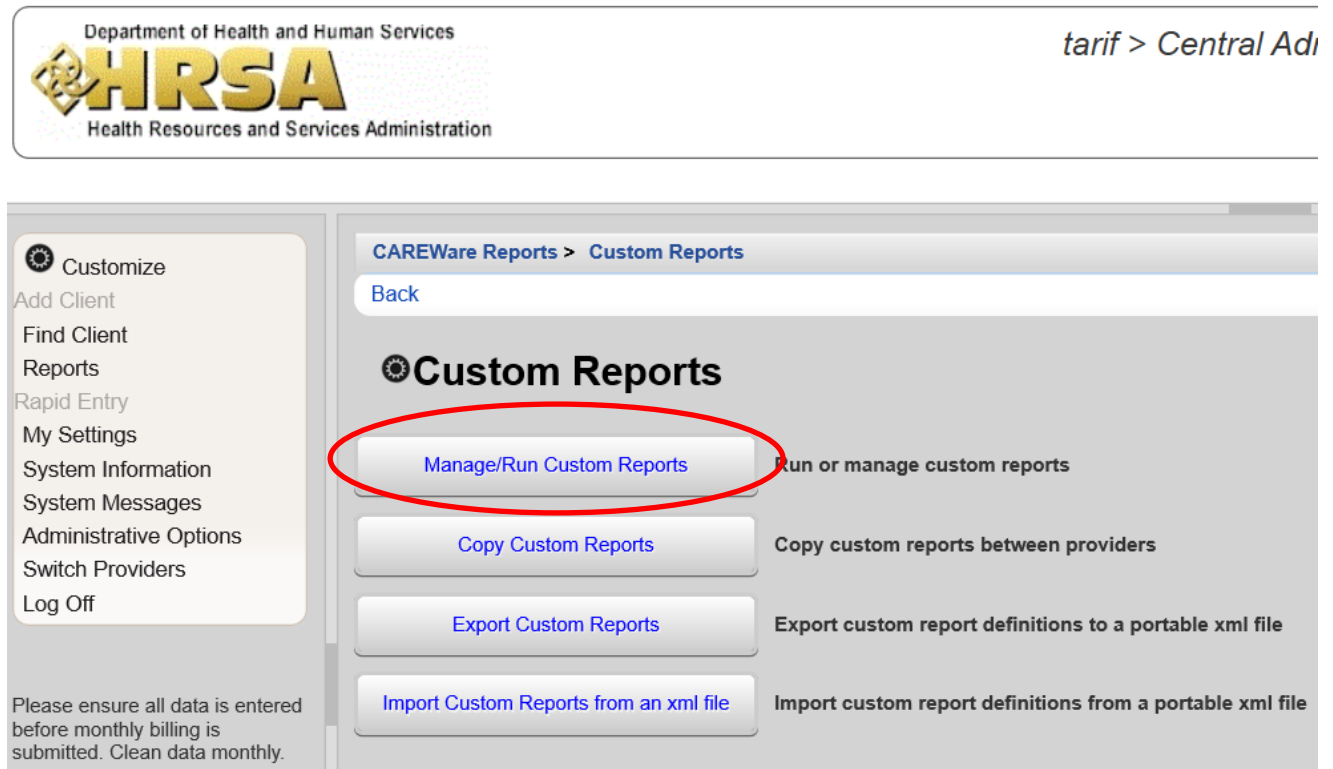 Department of Health and Human Services
HRSA
Health Resources and Services Administration
tarif > Central Adm
Customize
Add Client
Find Client
Reports
Rapid Entry
My Settings
System Information
System Messages
Administrative Options
Switch Providers
Log Off
Please ensure all data is entered
before monthly billing is
submitted. Clean data monthly.
CAREWare Reports > Custom Reports
Back
Custom Reports
Manage/Run Custom Reports Run or manage custom reports
Copy Custom Reports Copy custom reports between providers
Export Custom Reports Export custom report definitions to a portable xml file
Import Custom Reports from an xml file Import custom report definitions from a portable xml file